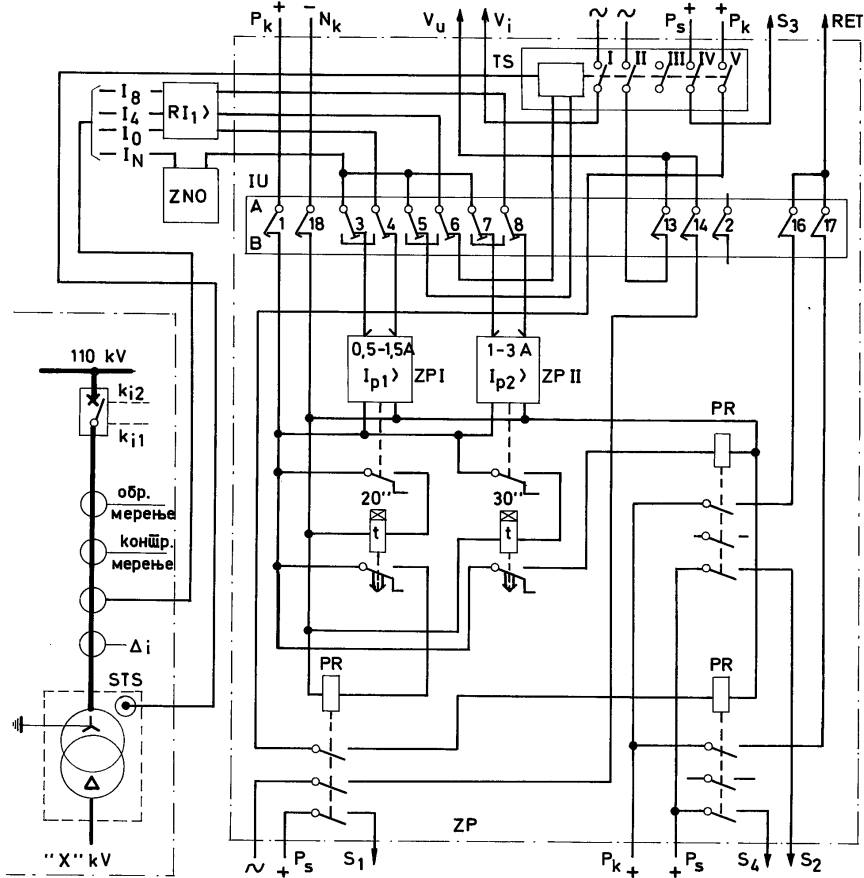 + − ~ ~ + +
Pk Nk Vu Vi Ps Pk S3 RET
TS I II III IV V
I8
I4 RI1 >
I0
IN
ZNO
IU
A
B
1 18 3 4 5 6 7 8 13 14 2 16 17
0,5-1,5A
Ip1 > ZP I
1-3 A
Ip2 > ZP II
110 kV
ki2
ki1
PR
20''
30''
t
t
обр.
мерење
контр.
мерење
Δi
STS
PR
PR
Δ
ZP
"X" kV
~ + Ps S1 Pk + Ps + S4 S2